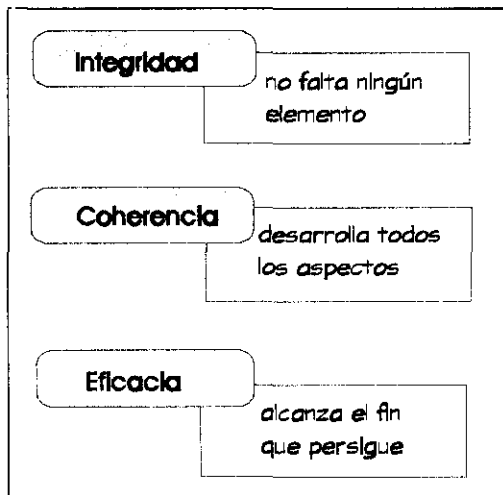 Integridad
no falta ningún
elemento
Coherencia
desarrolla todos
los aspectos
Eficacia
alcanza el fin
que persigue